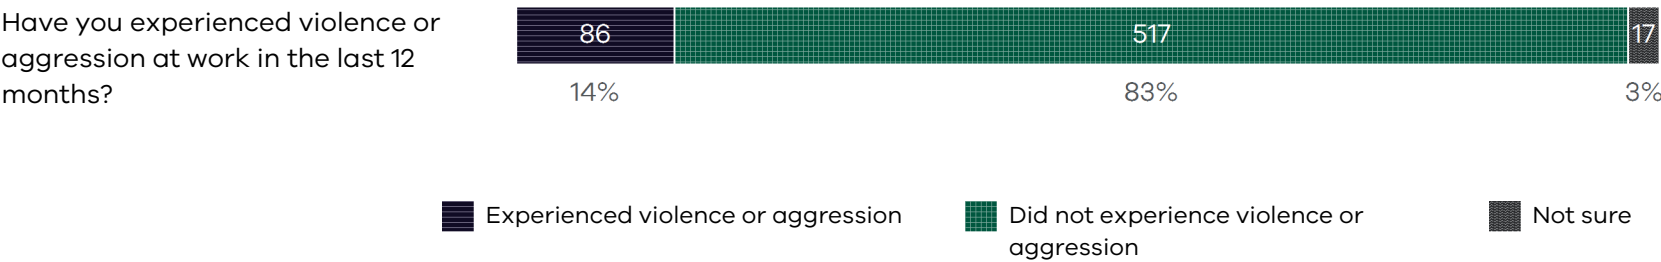 Have you experienced violence or
aggression at work in the last 12
months?
86
517
17
14%
83%
3%
Experienced violence or aggression
Did not experience violence or
aggression
Not sure